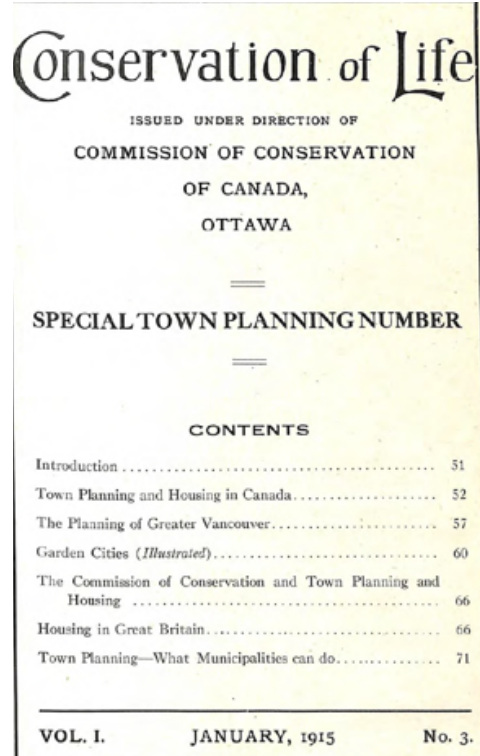 Conservation of Life
ISSUED UNDER DIRECTION OF
COMMISSION OF CONSERVATION
OF CANADA,
OTTAWA
SPECIAL TOWN PLANNING NUMBER
CONTENTS
Introduction ........................................ 51
Town Planning and Housing in Canada.................... 52
The Planning of Greater Vancouver....................... 57
Garden Cities (Illustrated)................................ 60
The Commission of Conservation and Town Planning and
Housing ........................................ 66
Housing in Great Britain................................. 66
Town Planning—What Municipalities can do.............. 71
VOL. I. JANUARY, 1915 No. 3.